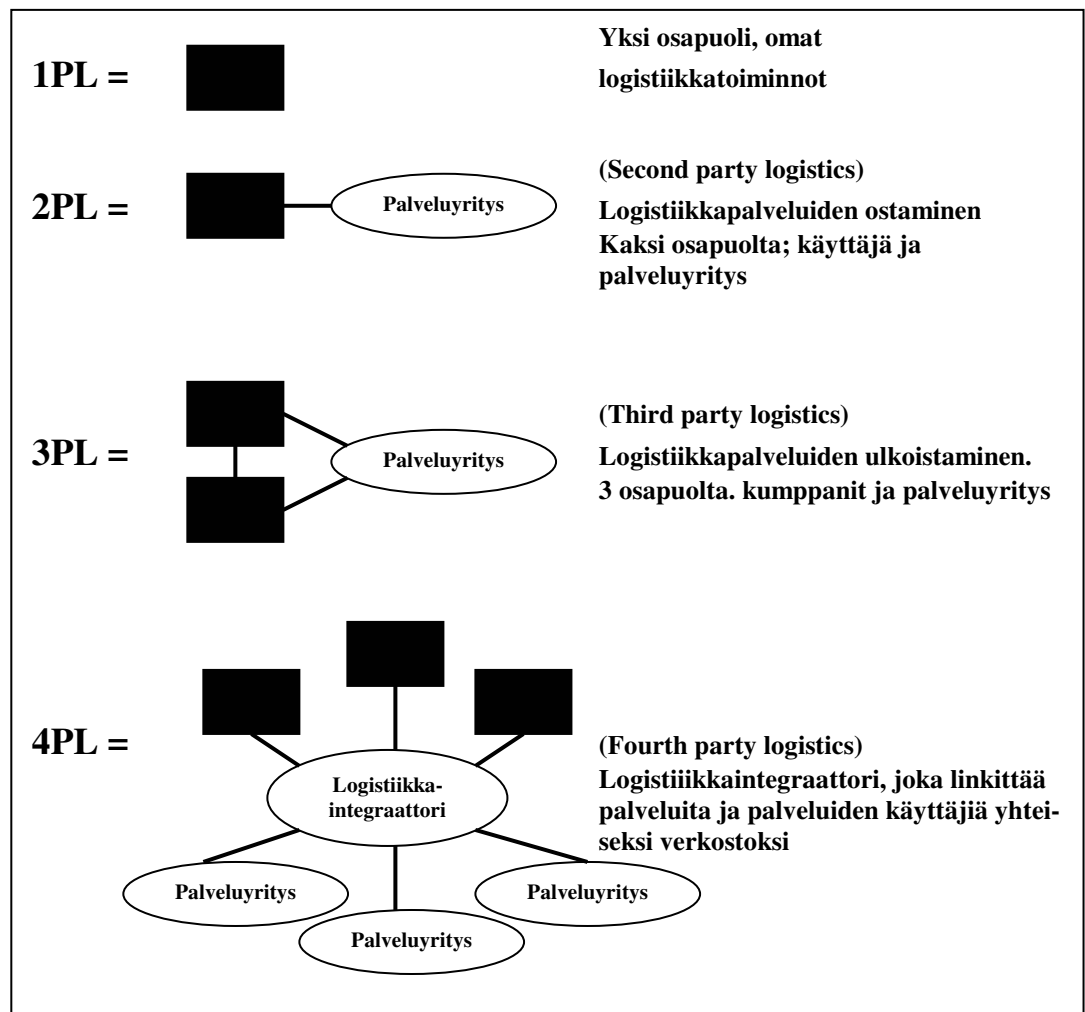 1PL =
Yksi osapuoli, omat
logistiikkatoiminnot
2PL =
Palveluyritys
(Second party logistics)
Logistiikkapalveluiden ostaminen
Kaksi osapuolta; käyttäjä ja
palveluyritys
3PL =
Palveluyritys
(Third party logistics)
Logistiikkapalveluiden ulkoistaminen.
3 osapuolta. kumppanit ja palveluyritys
4PL =
Logistiikka-
integraattori
(Fourth party logistics)
Logistiiikkaintegraattori, joka linkittää
palveluita ja palveluiden käyttäjiä yhtei-
seksi verkostoksi
Palveluyritys
Palveluyritys
Palveluyritys